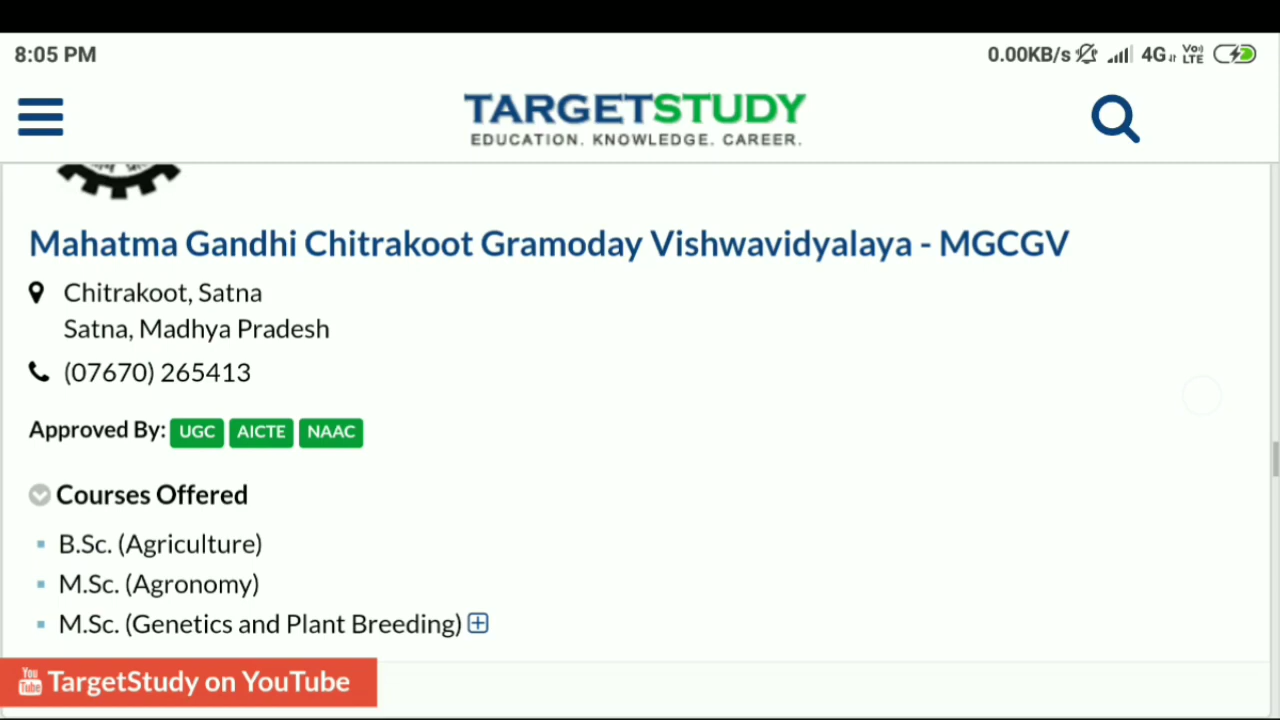 8:05 PM
0.00KB/s 4G Vo) LTE
TARGETSTUDY
EDUCATION. KNOWLEDGE. CAREER.
Mahatma Gandhi Chitrakoot Gramoday Vishwavidyalaya - MGCGV
Chitrakoot, Satna
Satna, Madhya Pradesh
(07670) 265413
Approved By: UGC AICTE NAAC
Courses Offered
B.Sc. (Agriculture)
M.Sc. (Agronomy)
M.Sc. (Genetics and Plant Breeding)
You Tube TargetStudy on YouTube